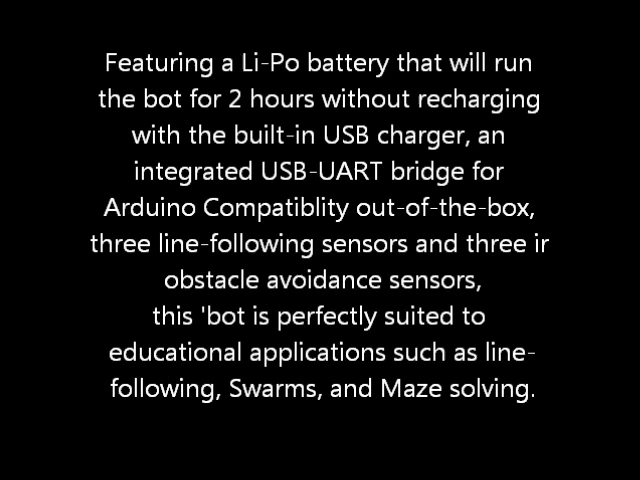 Featuring a Li-Po battery that will run
the bot for 2 hours without recharging
with the built-in USB charger, an
integrated USB-UART bridge for
Arduino Compatiblity out-of-the-box,
three line-following sensors and three ir
obstacle avoidance sensors,
this 'bot is perfectly suited to
educational applications such as line-
following, Swarms, and Maze solving.